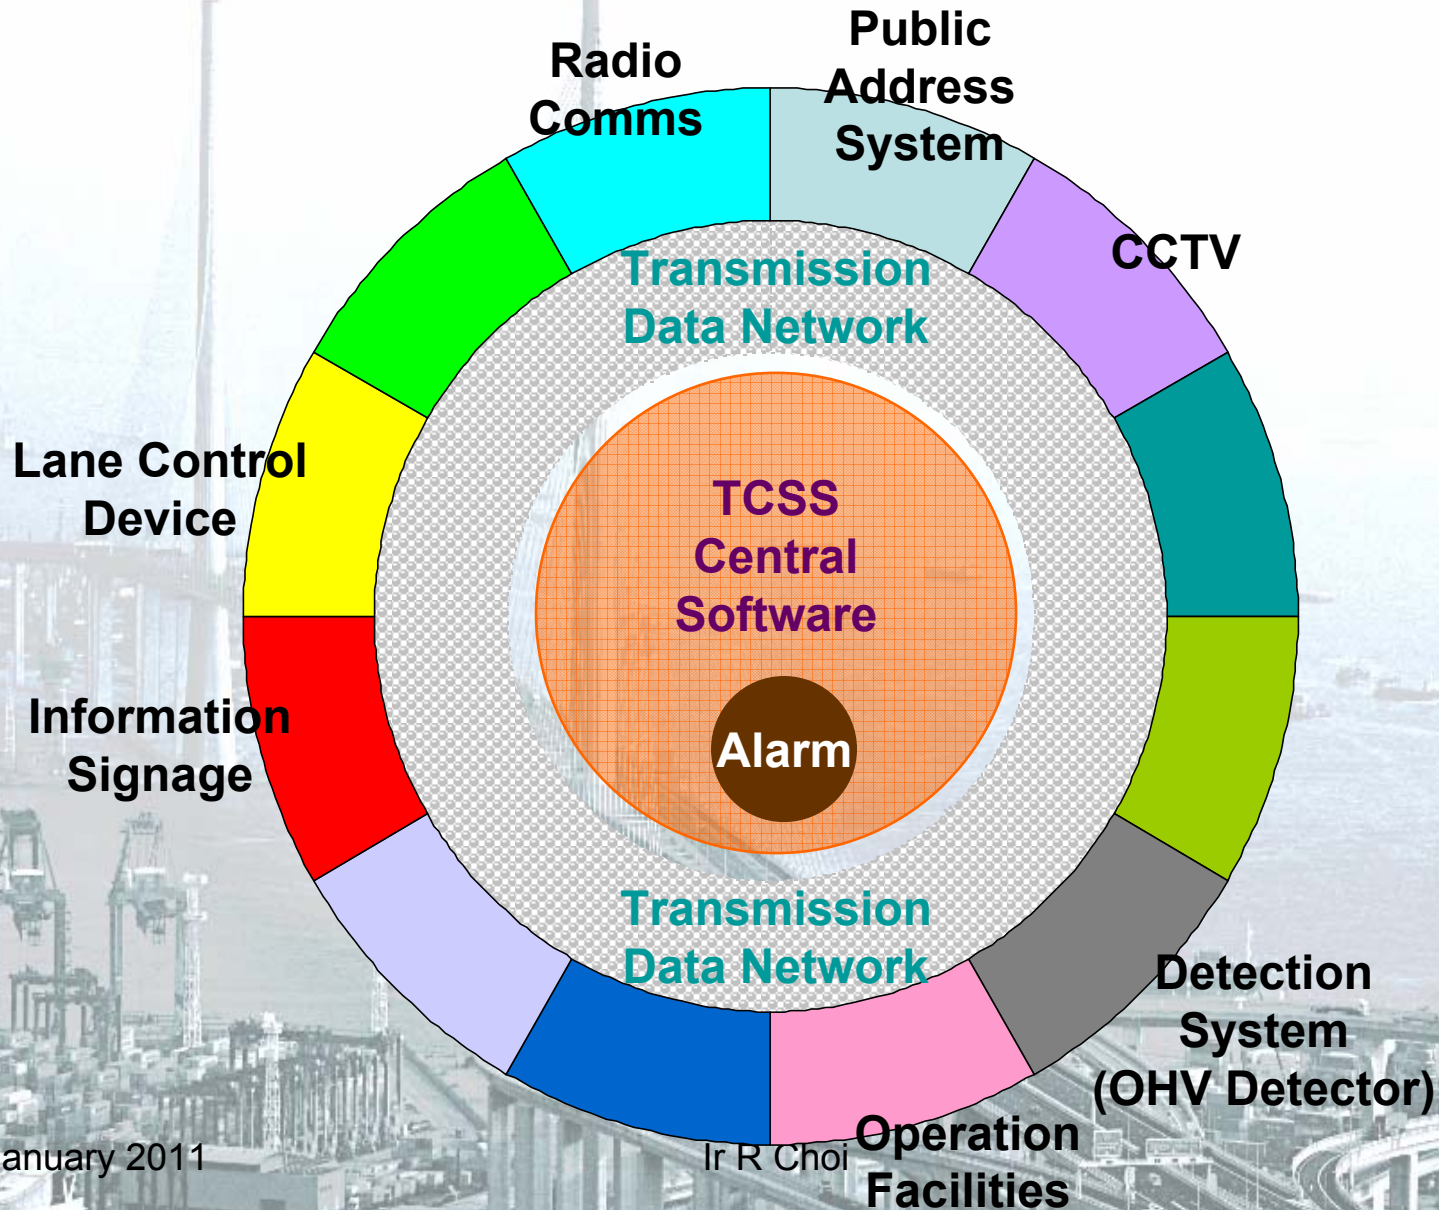 Public
Address
System
Radio
Comms
CCTV
Transmission
Data Network
Lane Control
Device
TCSS
Central
Software
Information
Signage
Alarm
Transmission
Data Network
Detection
System
(OHV Detector)
Operation
Facilities
anuary 2011
Ir R Choi